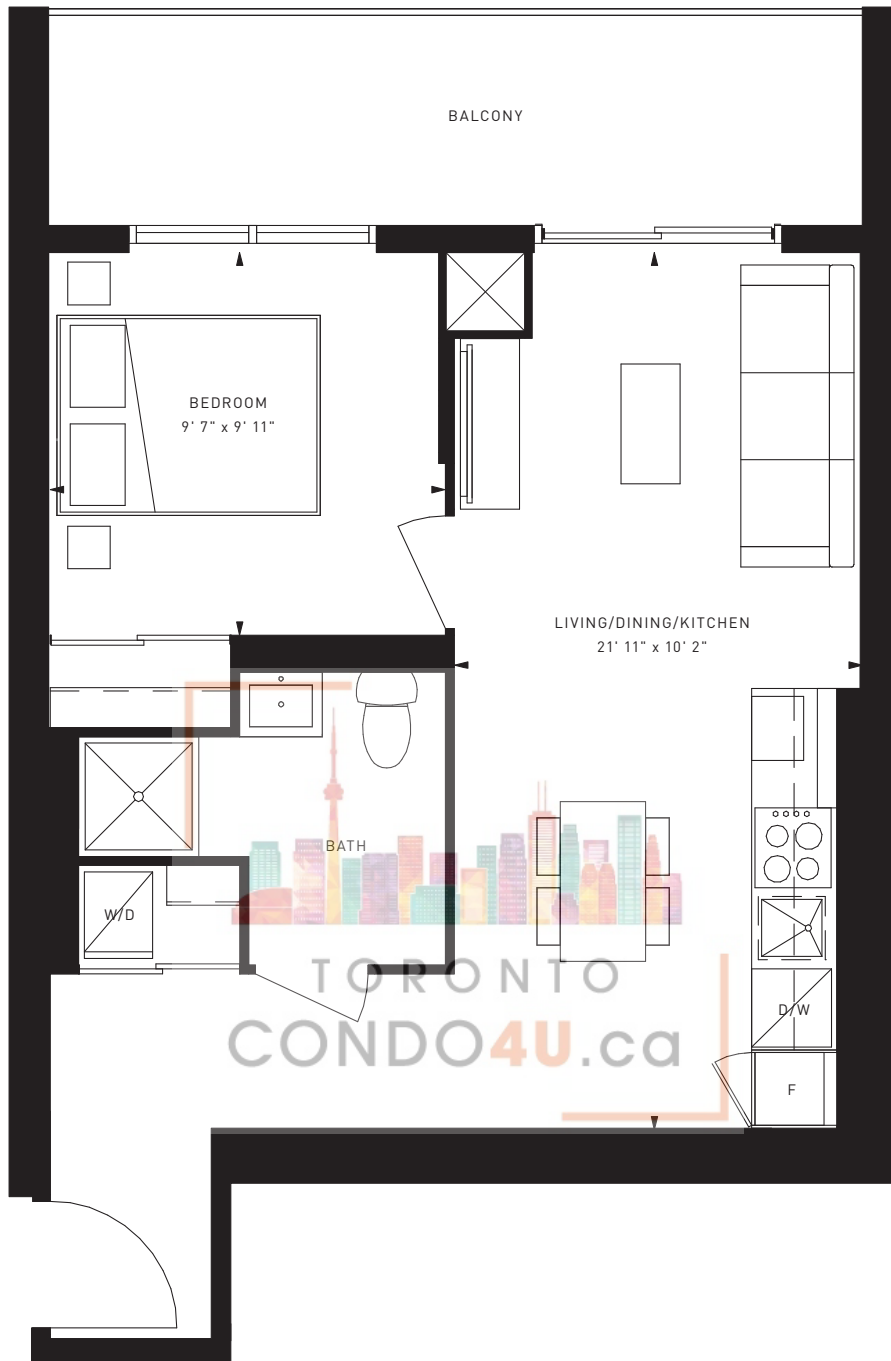 BALCONY
BEDROOM
9' 7" x 9' 11"
LIVING/DINING/KITCHEN
21' 11" x 10' 2"
BATH
W/D
TORONTO
CONDO4U.ca
D/W
F